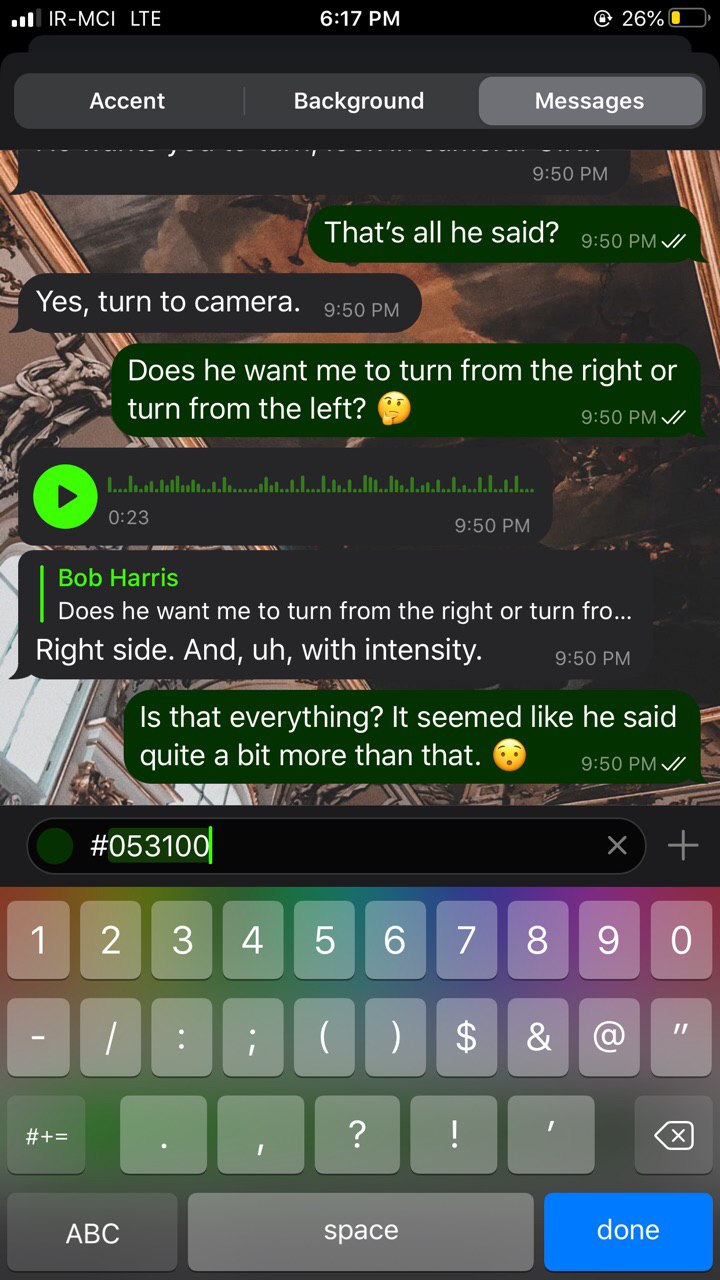 IR-MCI LTE 6:17 PM 26%
Accent Background Messages
9:50 PM
That's all he said? 9:50 PM
Yes, turn to camera. 9:50 PM
Does he want me to turn from the right or
turn from the left? 🤔 9:50 PM
0:23 9:50 PM
Bob Harris
Does he want me to turn from the right or turn fro...
Right side. And, uh, with intensity. 9:50 PM
Is that everything? It seemed like he said
quite a bit more than that. 😯 9:50 PM
#053100
1 2 3 4 5 6 7 8 9 0
- / : ; ( ) $ & @ "
#+= . , ? ! '
ABC space done